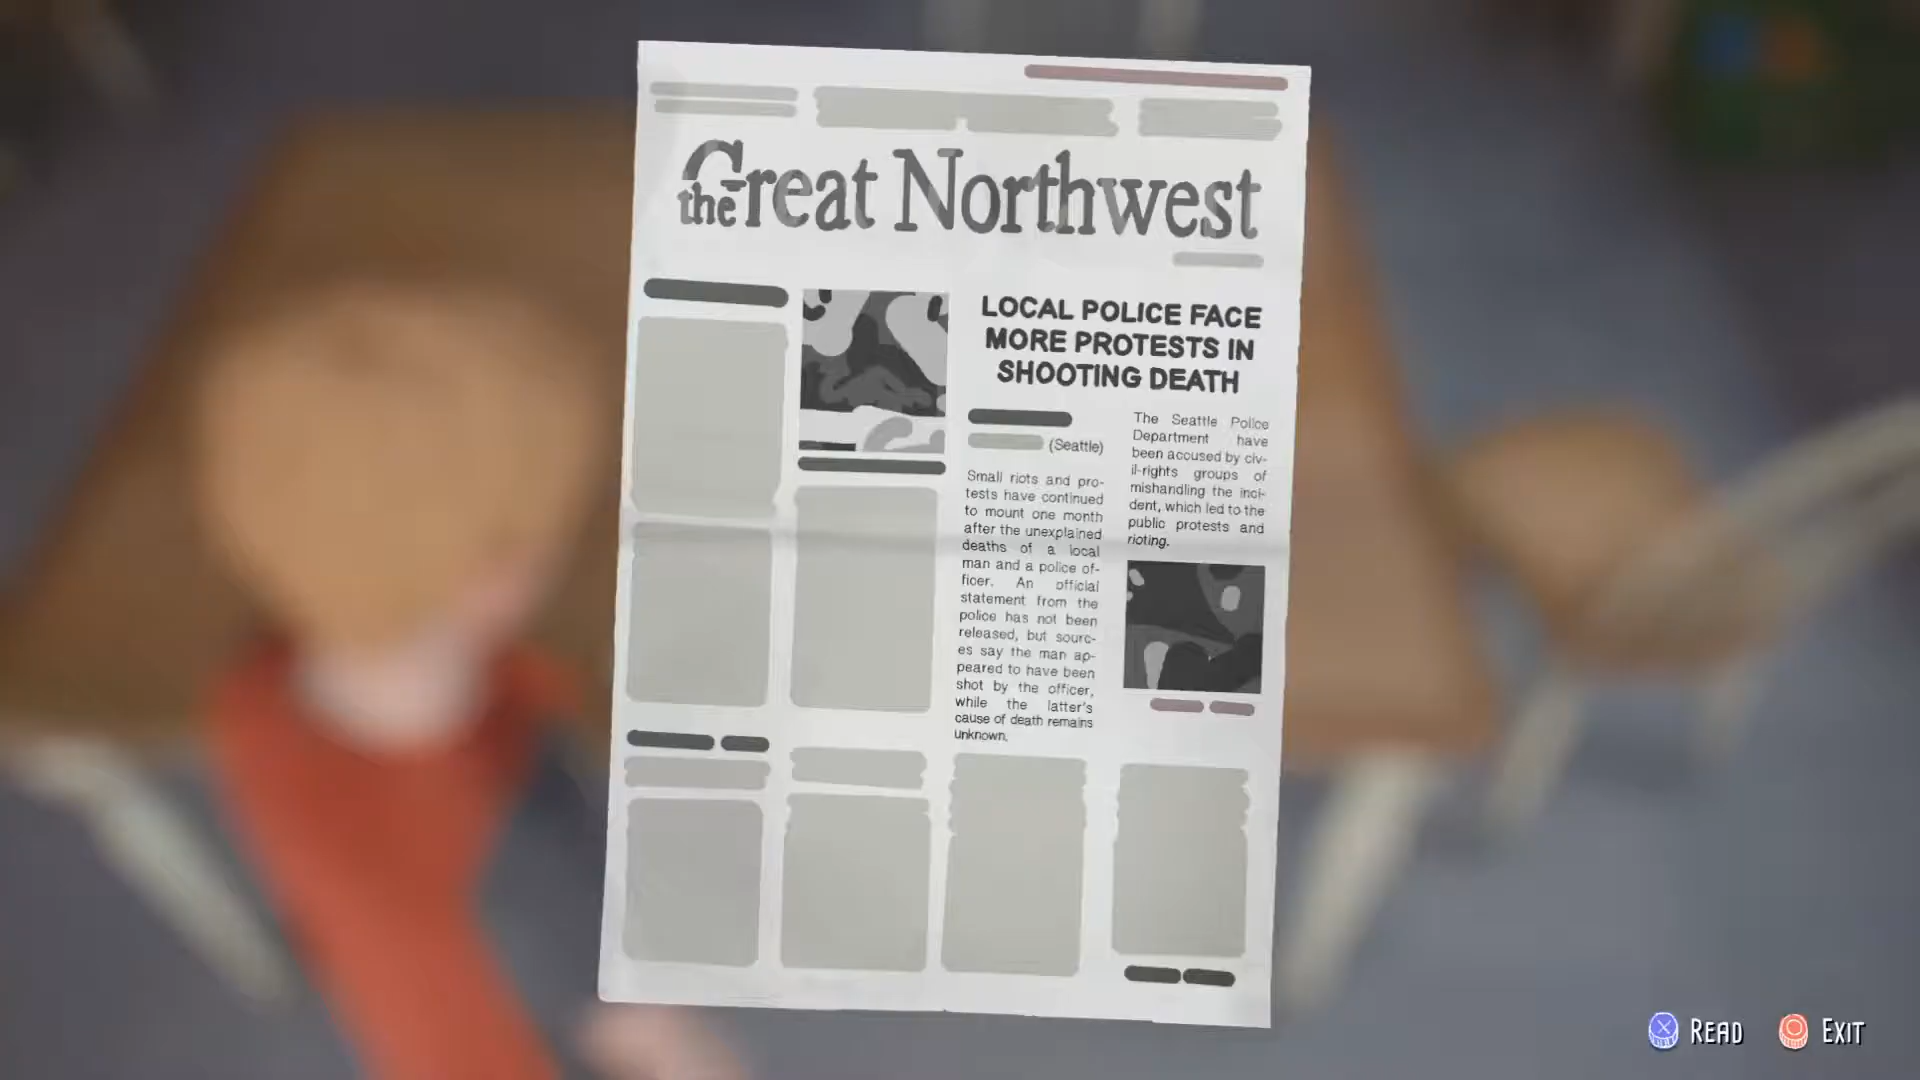 the Great Northwest
LOCAL POLICE FACE
MORE PROTESTS IN
SHOOTING DEATH
(Seattle)
Small riots and pro-
tests have continued
to mount one month
after the unexplained
deaths of a local
man and a police of-
ficer. An official
statement from the
police has not been
released, but sourc-
es say the man ap-
peared to have been
shot by the officer,
while the latter's
cause of death remains
unknown.
The Seattle Police
Department have
been accused by civ-
il-rights groups of
mishandling the inci-
dent, which led to the
public protests and
rioting.
READ
EXIT